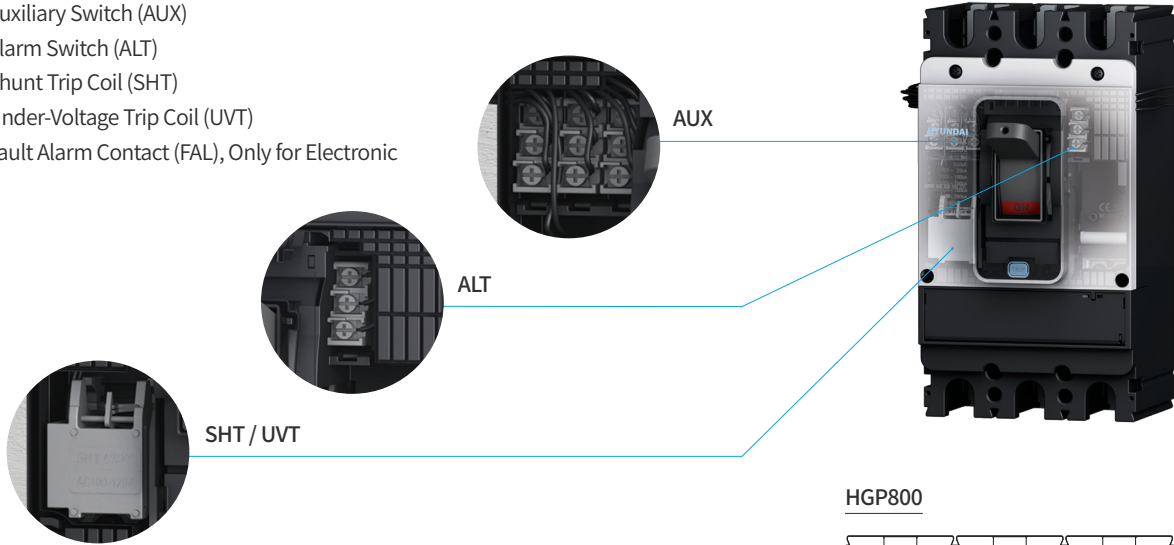 uxiliary Switch (AUX)
larm Switch (ALT)
hunt Trip Coil (SHT)
nder-Voltage Trip Coil (UVT)
ault Alarm Contact (FAL), Only for Electronic
AUX
HYUNDAI
ALT
SHT / UVT
HGP800